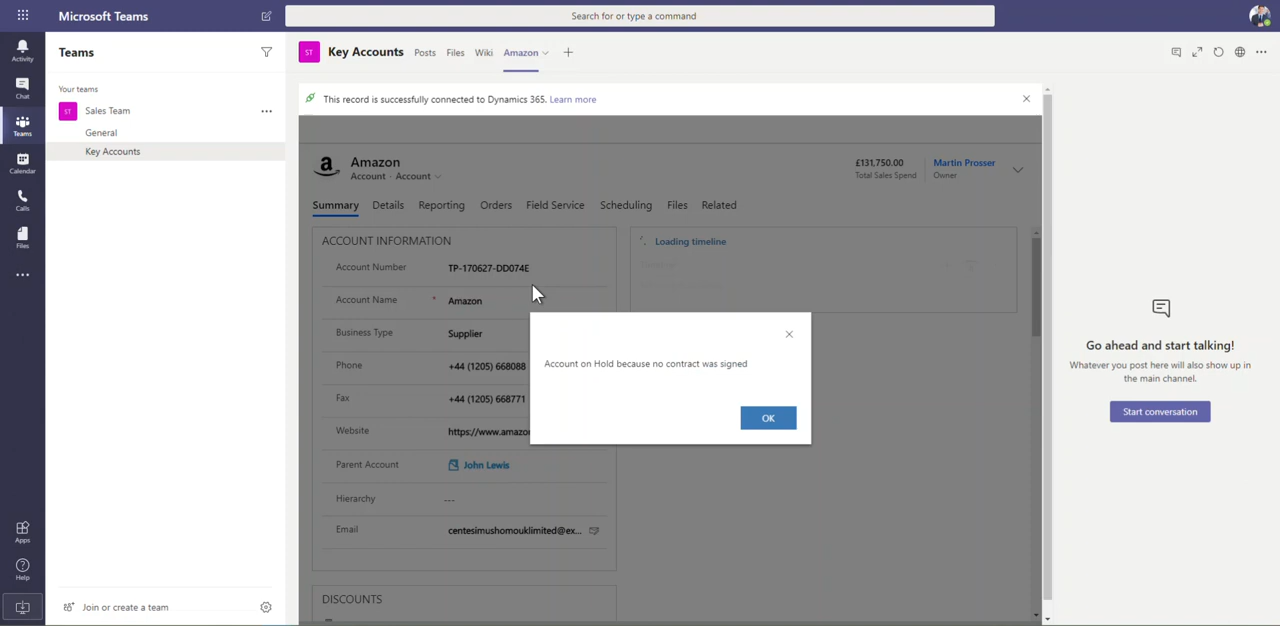 Microsoft Teams
Search for or type a command
Activity
Chat
Teams
Calendar
Calls
Files
Apps
Help
Teams
Your teams
ST
Sales Team
General
Key Accounts
Join or create a team
ST
Key Accounts
Posts
Files
Wiki
Amazon
This record is successfully connected to Dynamics 365. Learn more
a
Amazon
Account · Account
£131,750.00
Total Sales Spend
Martin Prosser
Owner
Summary
Details
Reporting
Orders
Field Service
Scheduling
Files
Related
ACCOUNT INFORMATION
Account Number
TP-170627-DD074E
Account Name
*
Amazon
Business Type
Supplier
Phone
+44 (1205) 668088
Fax
+44 (1205) 668771
Website
https://www.amazon
Parent Account
John Lewis
Hierarchy
---
Email
centesimushomouklimited@ex...
DISCOUNTS
Loading timeline
Account on Hold because no contract was signed
OK
Go ahead and start talking!
Whatever you post here will also show up in
the main channel.
Start conversation